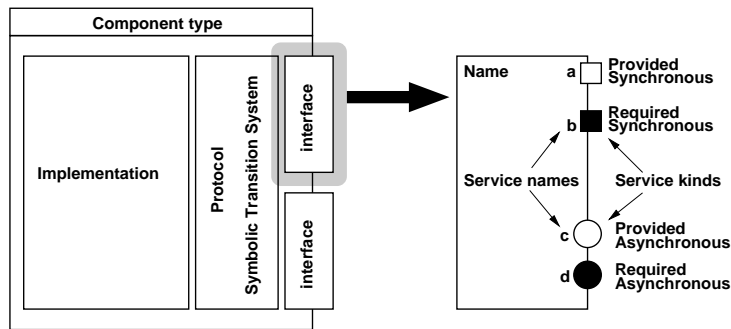 Component type
Implementation
Protocol
Symbolic Transition System
interface
interface
Name
a
Provided
Synchronous
b
Required
Synchronous
Service names
Service kinds
c
Provided
Asynchronous
d
Required
Asynchronous